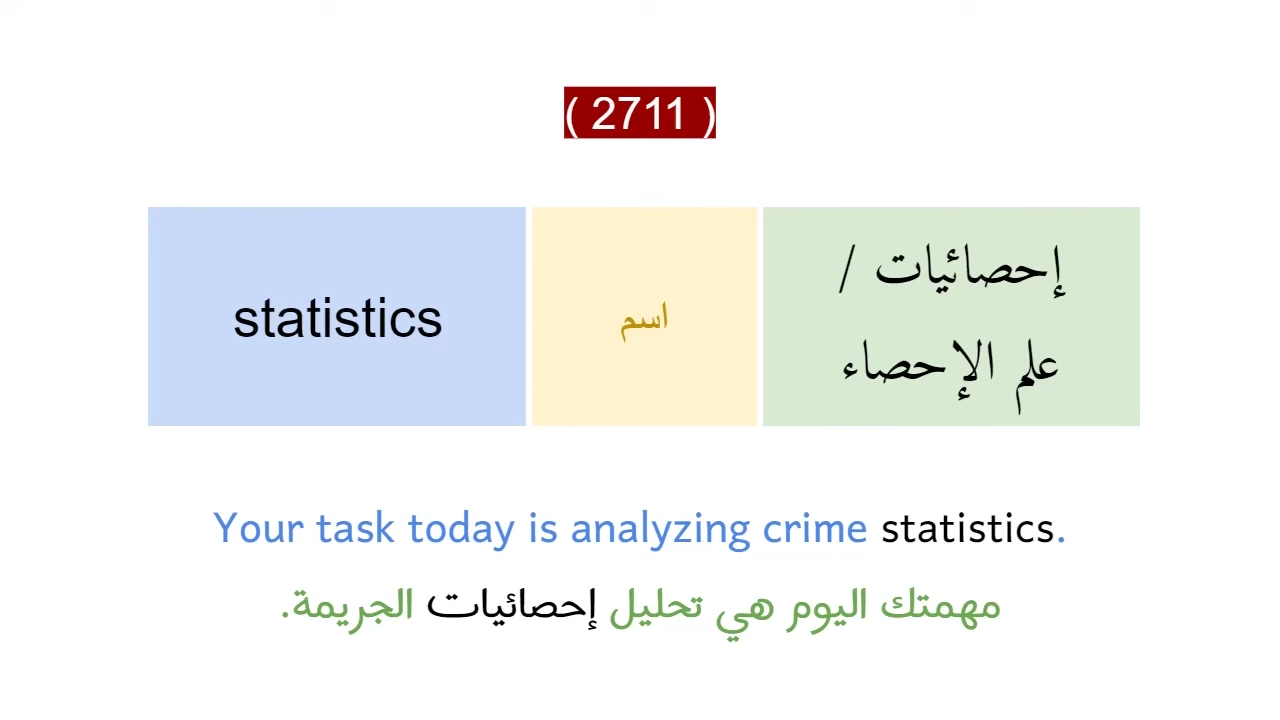 ( 2711 )
statistics
اسم
إحصائيات /
علم الإحصاء
Your task today is analyzing crime statistics.
مهمتك اليوم هي تحليل إحصائيات الجريمة.